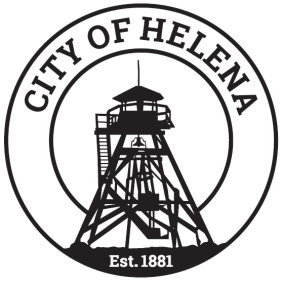 CITY OF HELENA
Est. 1881